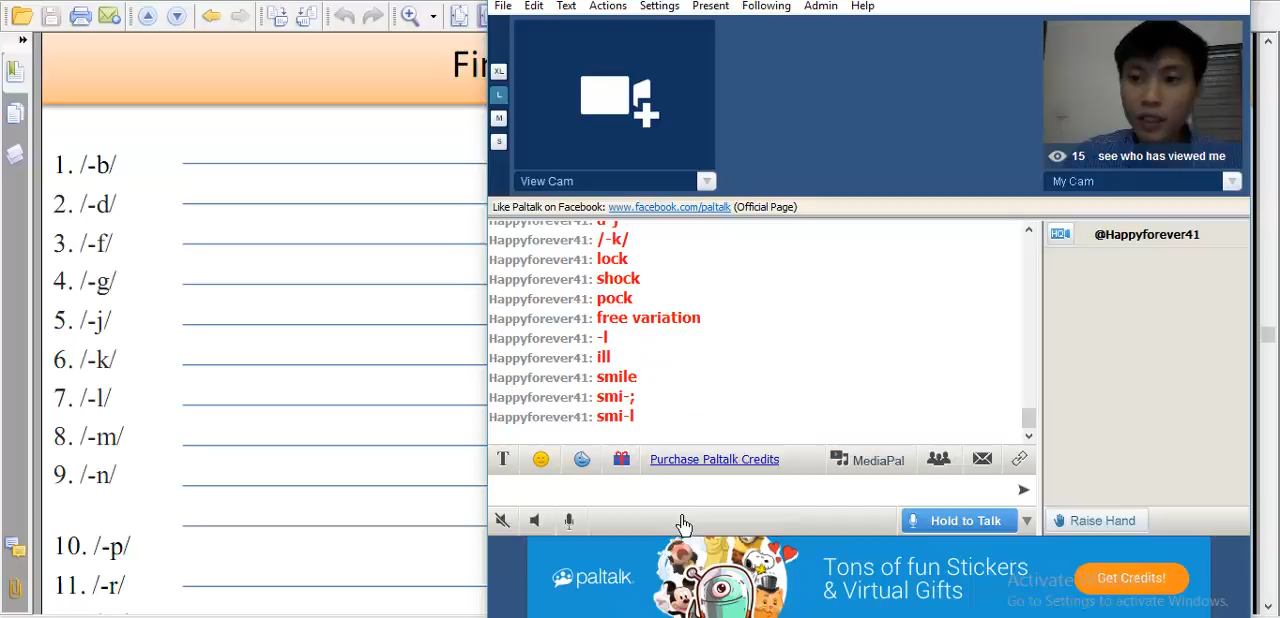 File Edit Text Actions Settings Present Following Admin Help
1. /-b/
2. /-d/
3. /-f/
4. /-g/
5. /-j/
6. /-k/
7. /-l/
8. /-m/
9. /-n/
10. /-p/
11. /-r/
XL
L
M
S
View Cam
15 see who has viewed me
My Cam
Like Paltalk on Facebook: www.facebook.com/paltalk (Official Page)
Happyforever41: /-k/
Happyforever41: lock
Happyforever41: shock
Happyforever41: pock
Happyforever41: free variation
Happyforever41: -l
Happyforever41: ill
Happyforever41: smile
Happyforever41: smi-;
Happyforever41: smi-l
HQ @Happyforever41
T Purchase Paltalk Credits MediaPal
Hold to Talk
Raise Hand
paltalk
Tons of fun Stickers
& Virtual Gifts
Get Credits!
Activate Windows
Go to Settings to activate Windows.